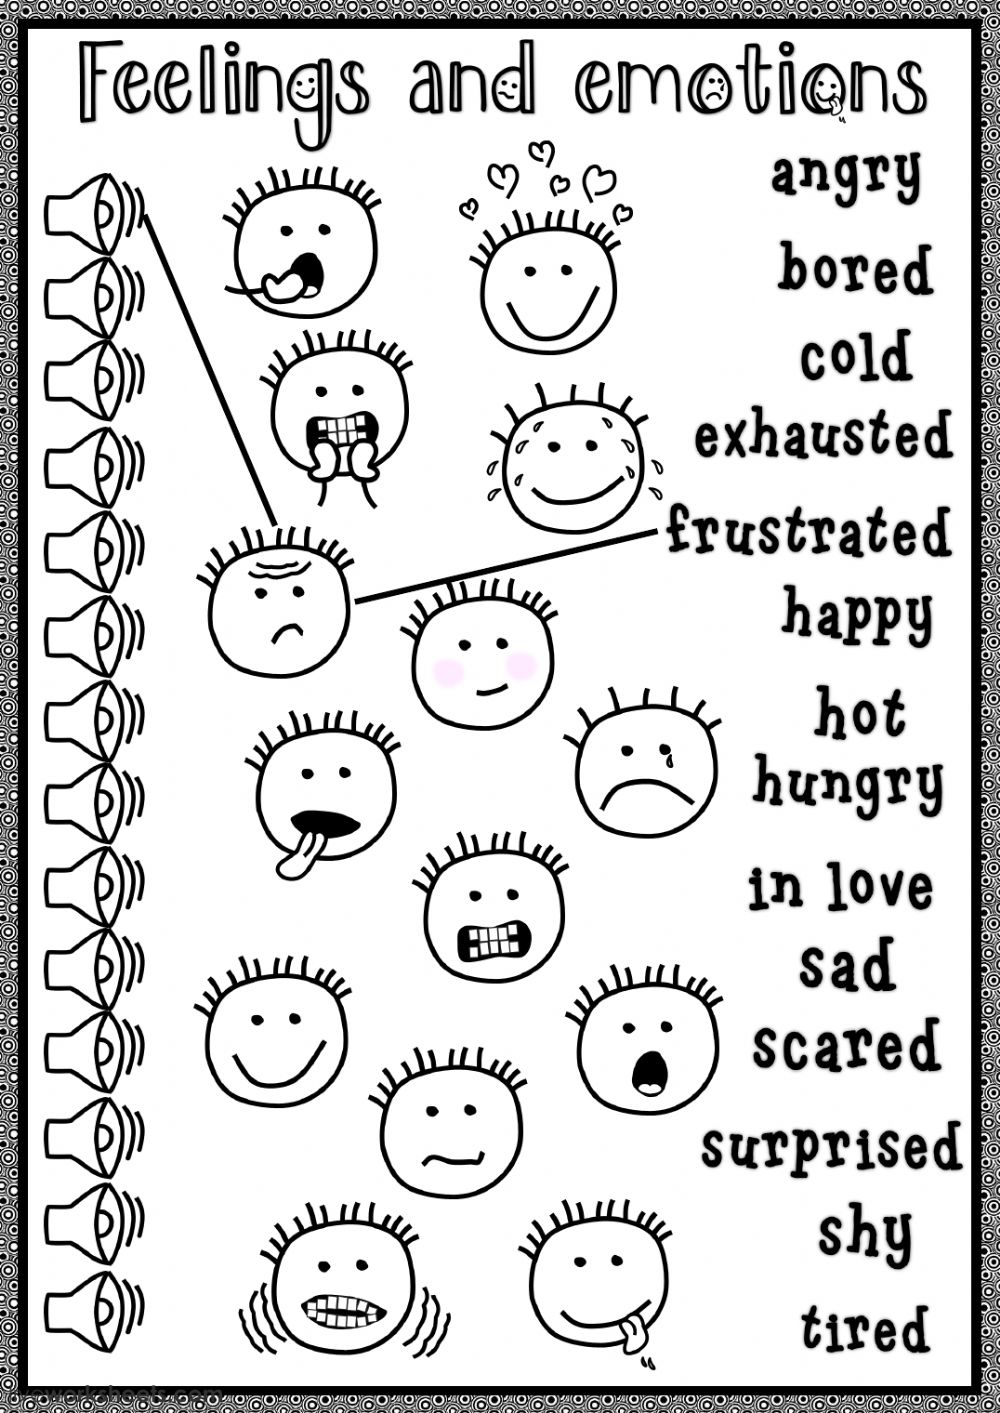 Feelings and emotions
angry
bored
cold
exhausted
frustrated
happy
hot
hungry
in love
sad
scared
surprised
shy
tired